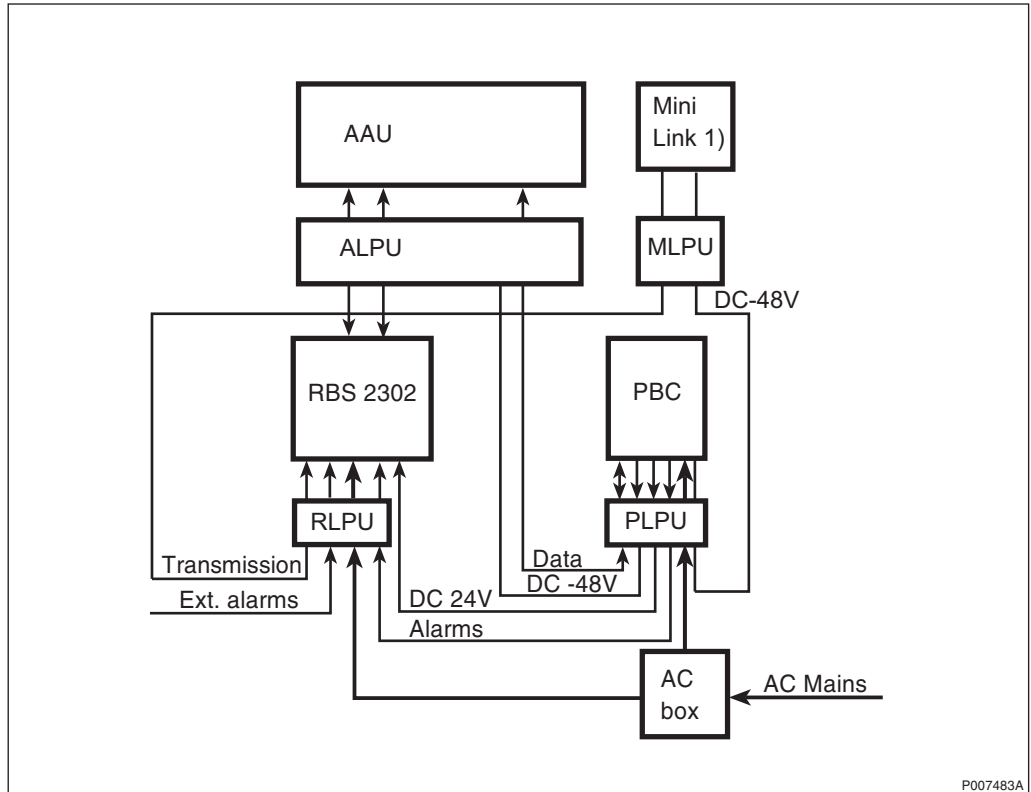 AAU
Mini
Link 1)
ALPU
MLPU
DC-48V
RBS 2302
PBC
RLPU
PLPU
Transmission
Data
DC -48V
Ext. alarms
DC 24V
Alarms
AC
box
AC Mains
P007483A